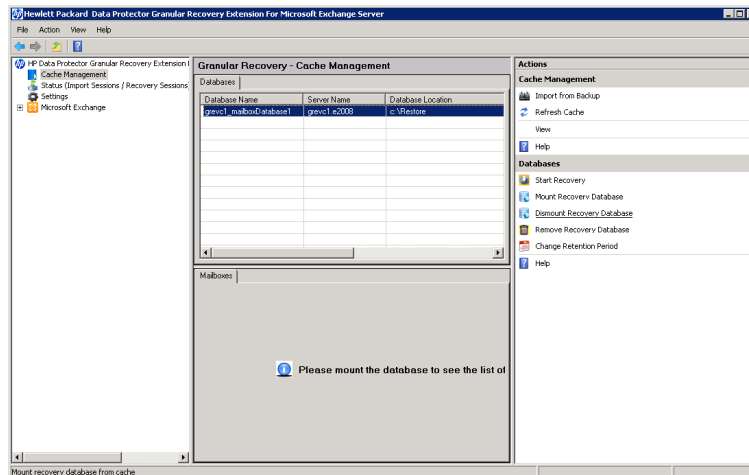 Hewlett Packard Data Protector Granular Recovery Extension For Microsoft Exchange Server
File Action View Help
HP Data Protector Granular Recovery Extension
Cache Management
Status (Import Sessions / Recovery Sessions
Settings
Microsoft Exchange
Granular Recovery - Cache Management
Databases
Database Name Server Name Database Location
grevc1_mailboxDatabase1 grevc1.e2008 c:\Restore
Mailboxes
Please mount the database to see the list of
Actions
Cache Management
Import from Backup
Refresh Cache
View
Help
Databases
Start Recovery
Mount Recovery Database
Dismount Recovery Database
Remove Recovery Database
Change Retention Period
Help
Mount recovery database from cache